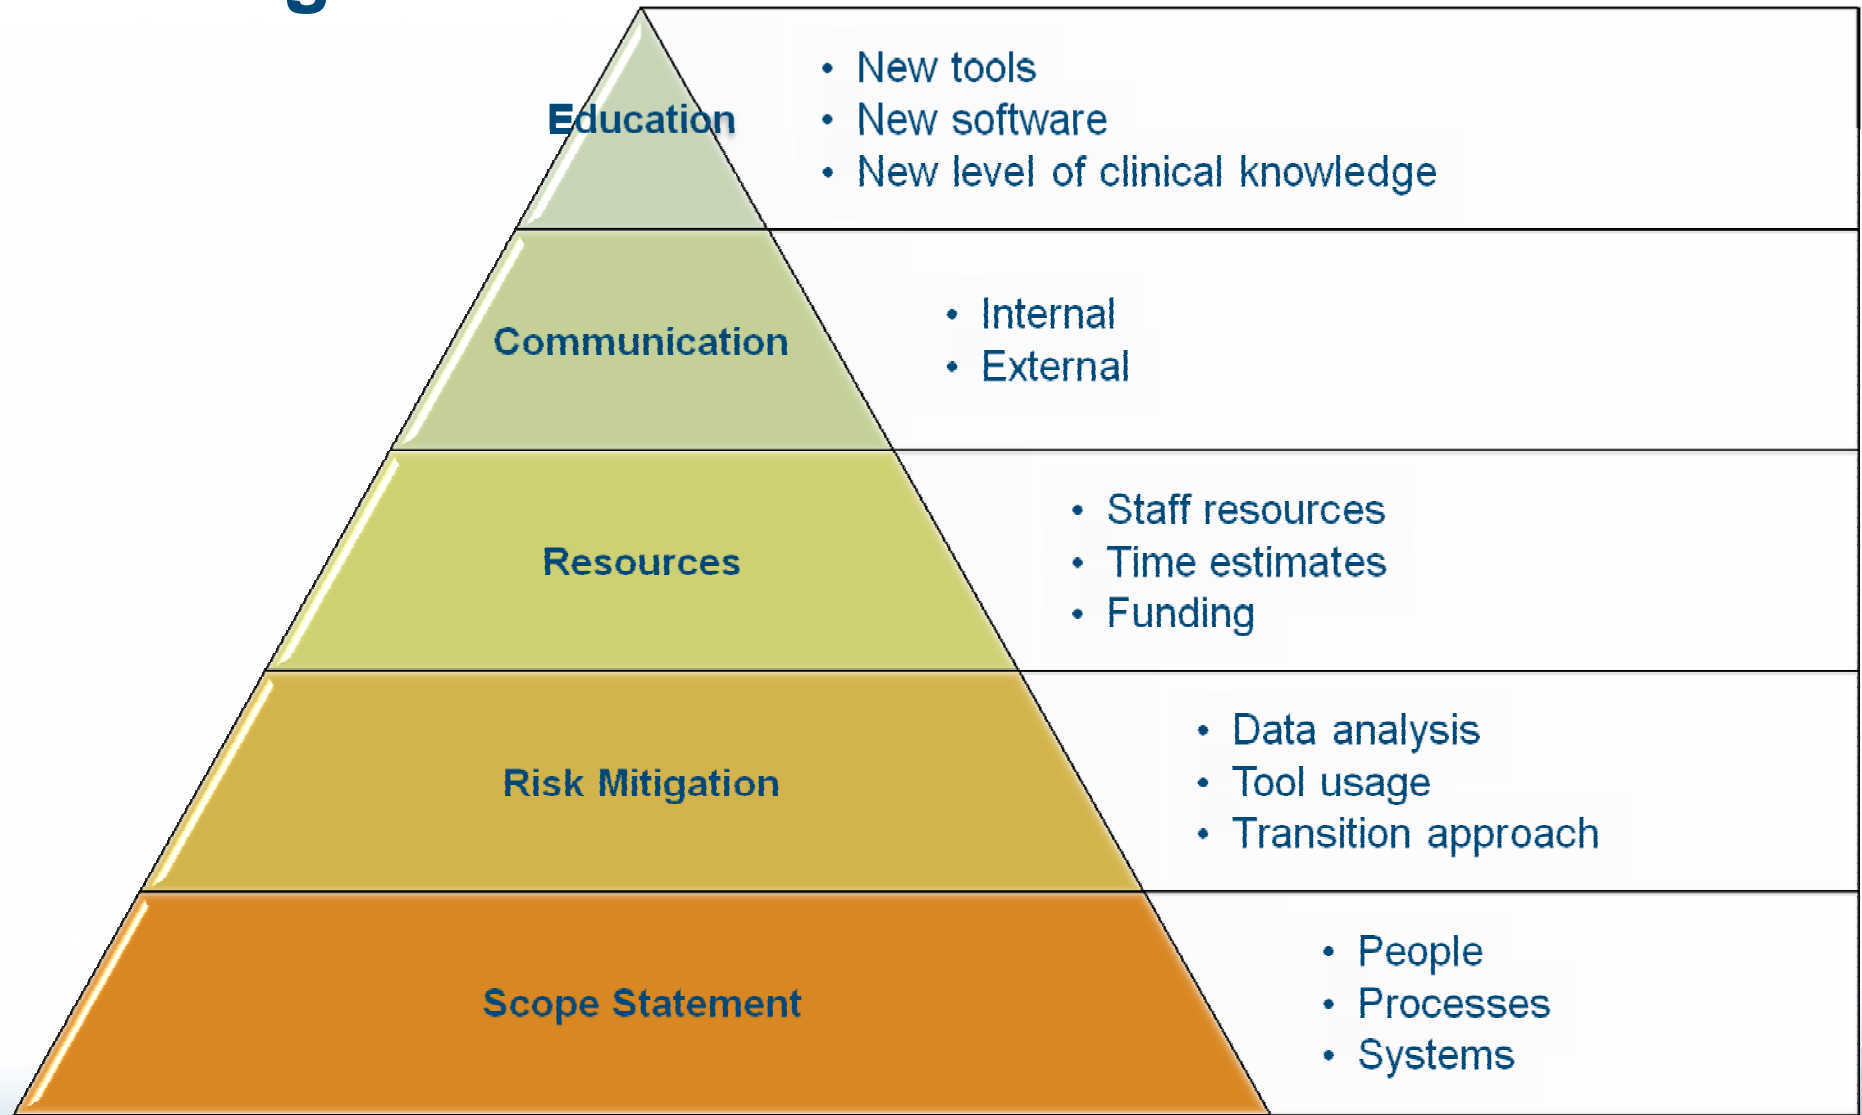 Education
• New tools
• New software
• New level of clinical knowledge
Communication
• Internal
• External
Resources
• Staff resources
• Time estimates
• Funding
Risk Mitigation
• Data analysis
• Tool usage
• Transition approach
Scope Statement
• People
• Processes
• Systems